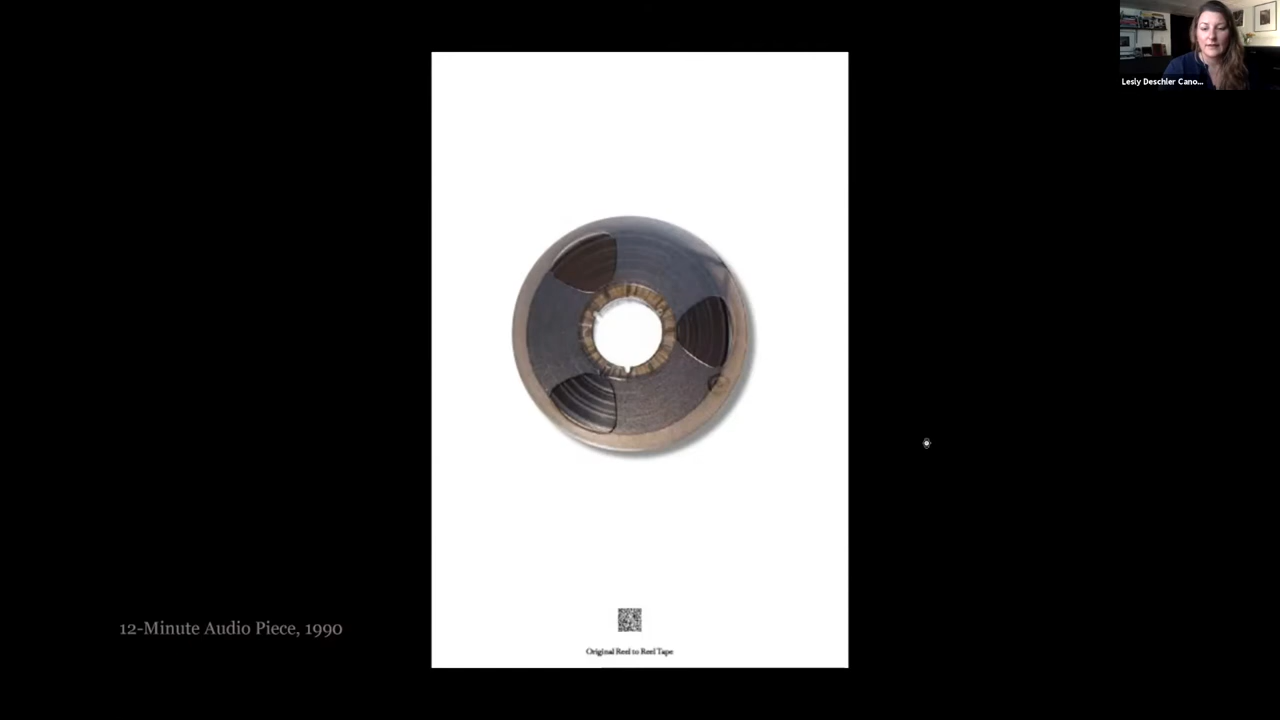 Lesly Deschler Cano...
12-Minute Audio Piece, 1990
Original Reel to Reel Tape